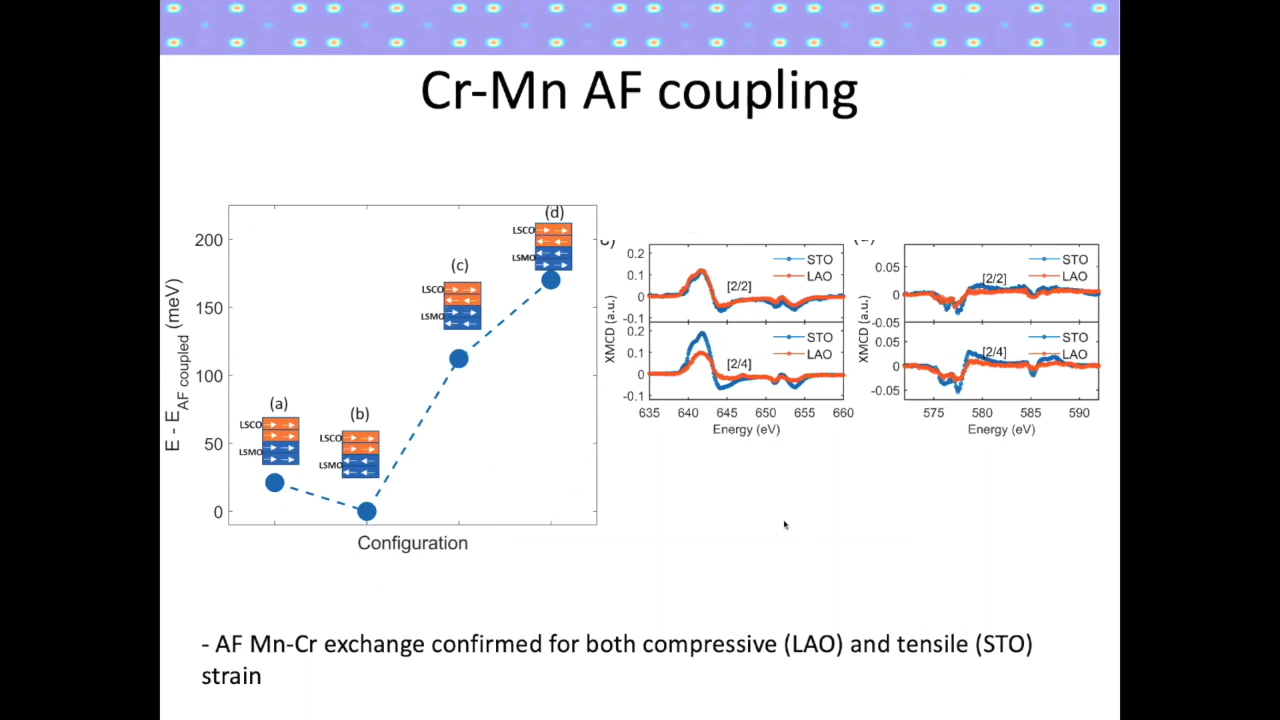 Cr-Mn AF coupling
E - E_AF coupled (meV)
200
150
100
50
0
(a)
LSCO
LSMO
(b)
LSCO
LSMO
(c)
LSCO
LSMO
(d)
LSCO
LSMO
Configuration
XMCD (a.u.)
0.2
0.1
0
-0.1
[2/2]
STO
LAO
0.2
0.1
0
-0.1
[2/4]
STO
LAO
635 640 645 650 655 660
Energy (eV)
XMCD (a.u.)
0.05
0
-0.05
[2/2]
STO
LAO
0.05
0
-0.05
[2/4]
STO
LAO
575 580 585 590
Energy (eV)
- AF Mn-Cr exchange confirmed for both compressive (LAO) and tensile (STO)
strain